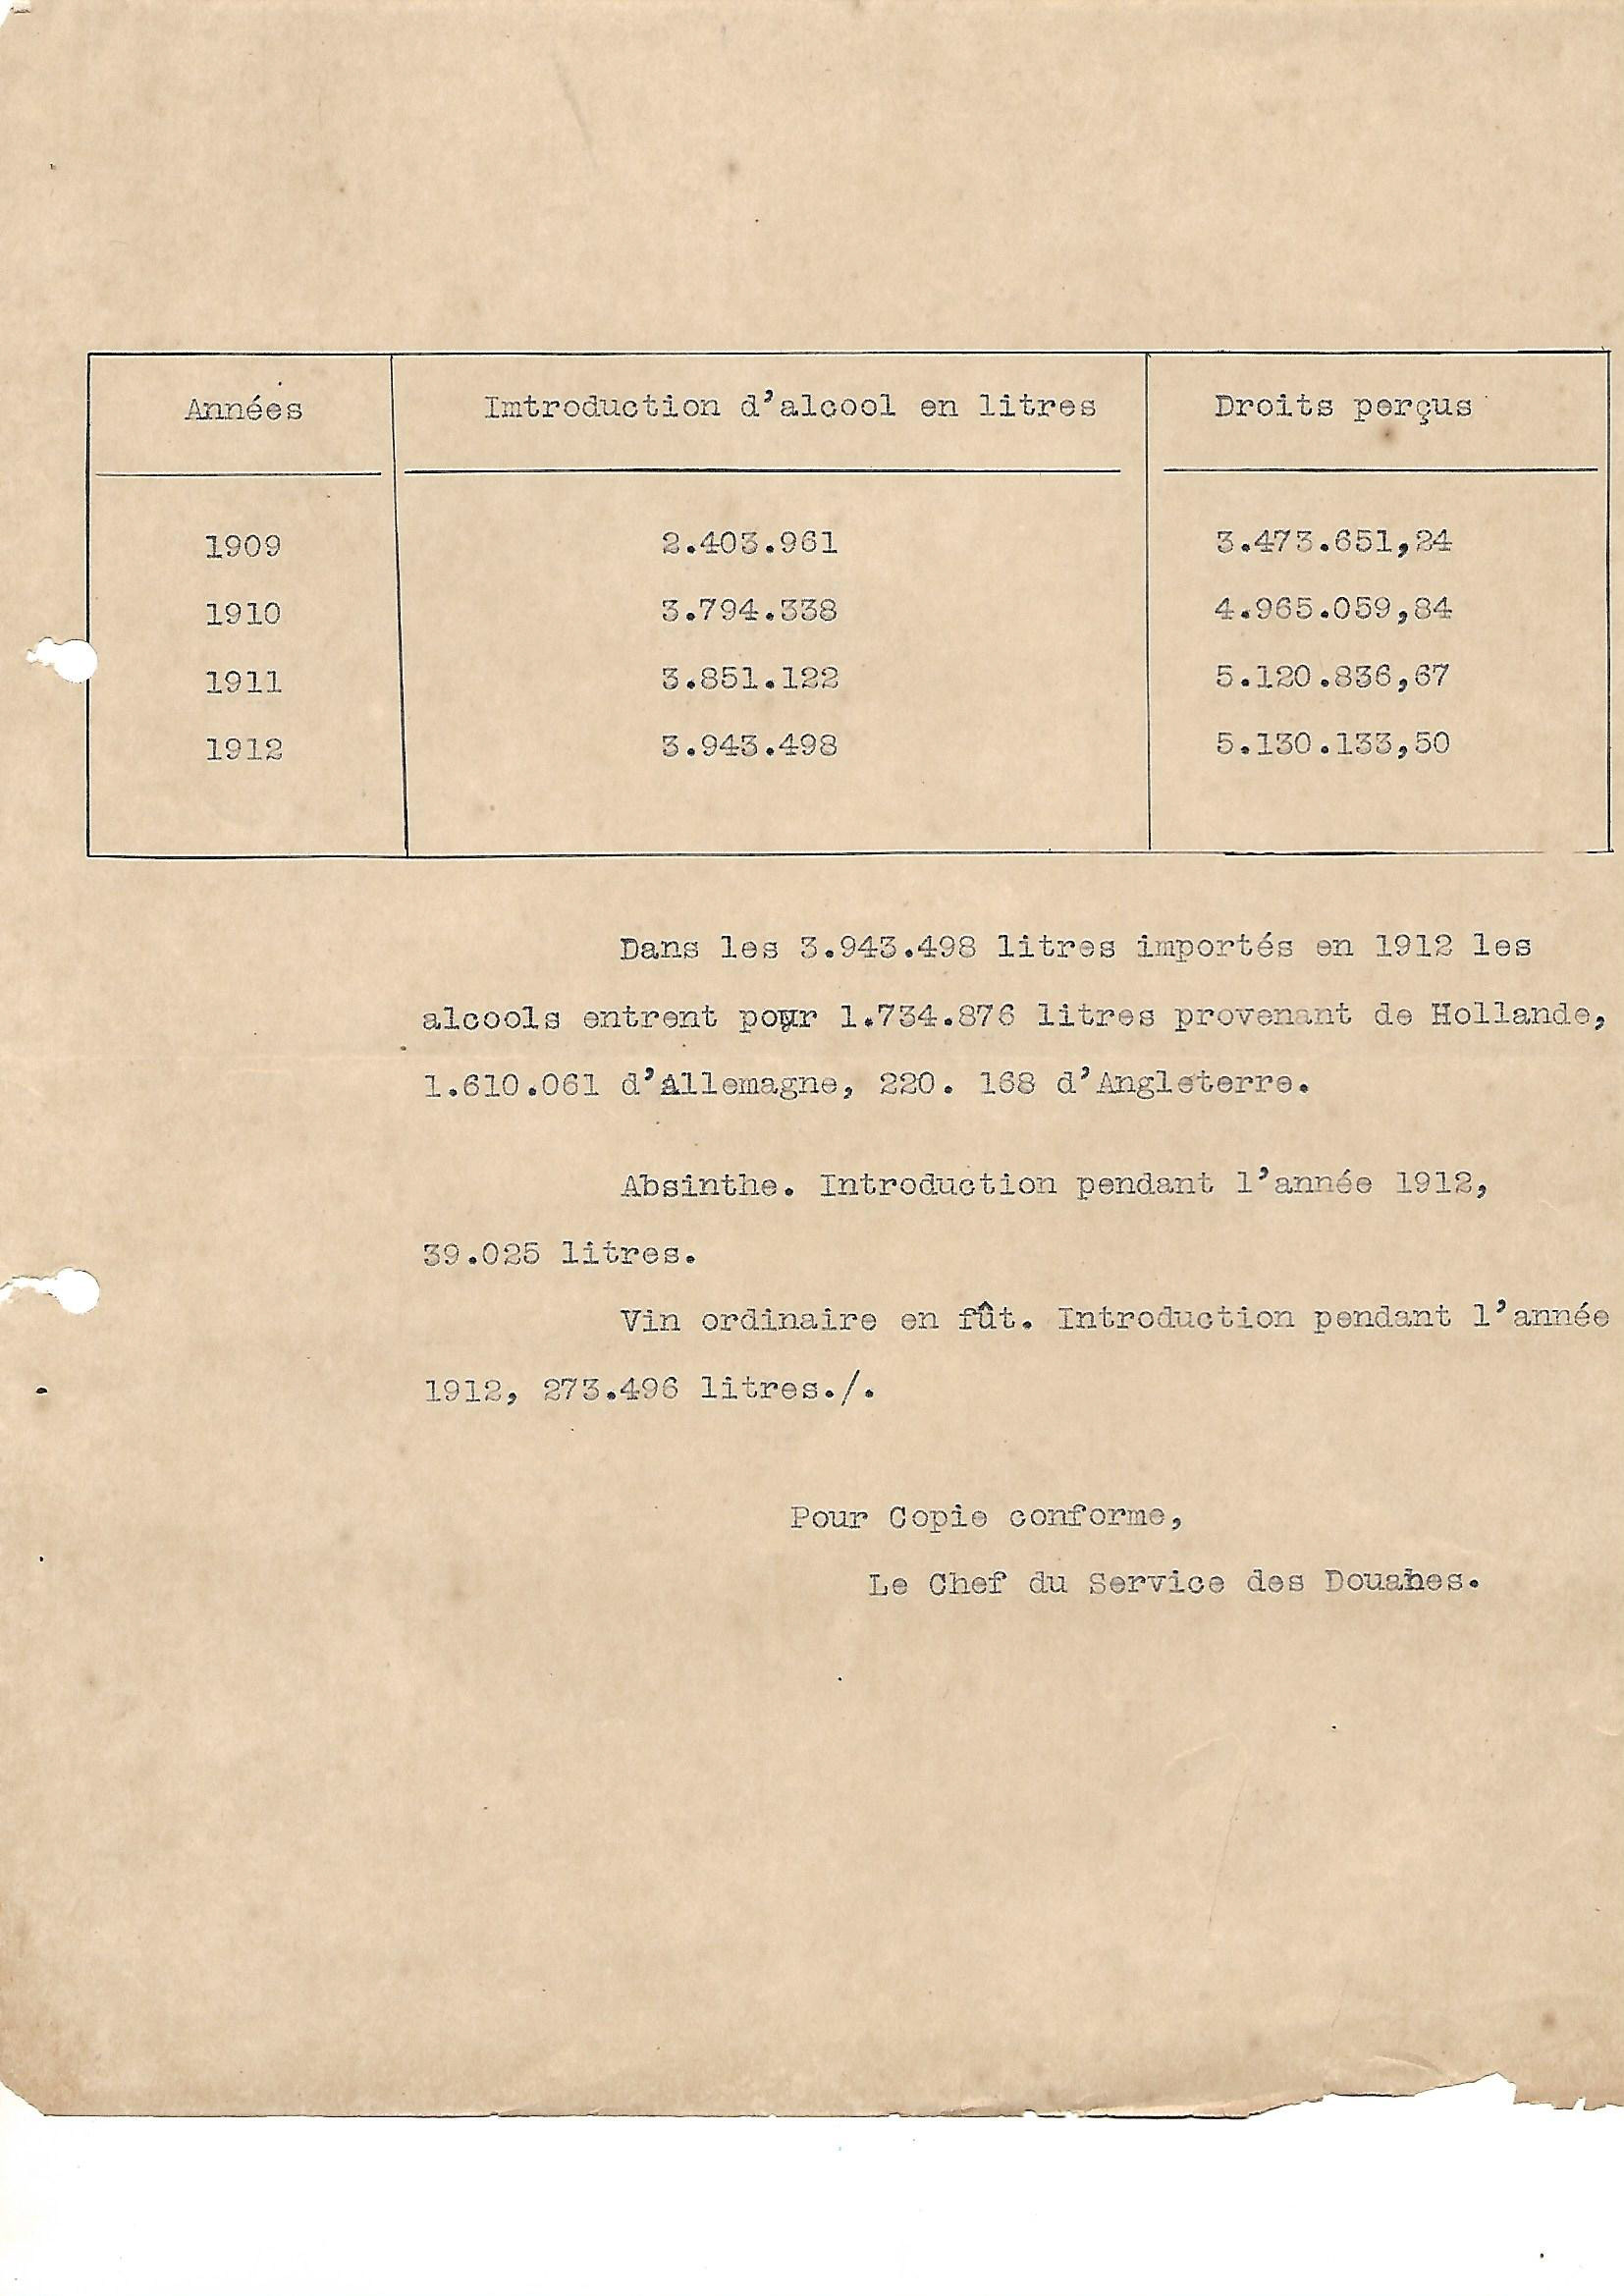 Années Imtroduction d'alcool en litres Droits perçus
1909 2.403.961 3.473.651,24
1910 3.794.338 4.965.059,84
1911 3.851.122 5.120.836,67
1912 3.943.498 5.130.133,50
Dans les 3.943.498 litres importés en 1912 les
alcools entrent pour 1.734.876 litres provenant de Hollande,
1.610.061 d'Allemagne, 220. 168 d'Angleterre.
Absinthe. Introduction pendant l'année 1912,
39.025 litres.
Vin ordinaire en fût. Introduction pendant l'année
1912, 273.496 litres./.
Pour Copie conforme,
Le Chef du Service des Douanes.